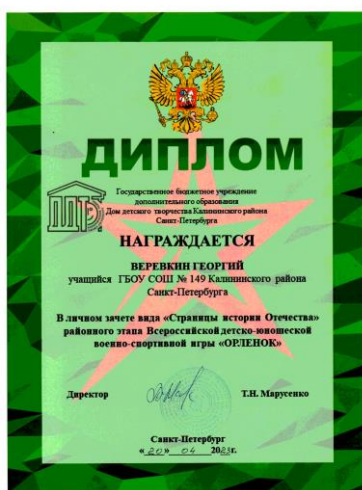 ДИПЛОМ
Государственное бюджетное учреждение
дополнительного образования
Дом детского творчества Калининского района
Санкт-Петербурга
НАГРАЖДАЕТСЯ
ВЕРЕВКИН ГЕОРГИЙ
учащийся ГБОУ СОШ № 149 Калининского района
Санкт-Петербурга
В личном зачете вида «Страницы истории Отечества»
районного этапа Всероссийской детско-юношеской
военно-спортивной игры «ОРЛЕНОК»
Директор Т.Н. Марусенко
Санкт-Петербург
« 20 » 04 2023г.